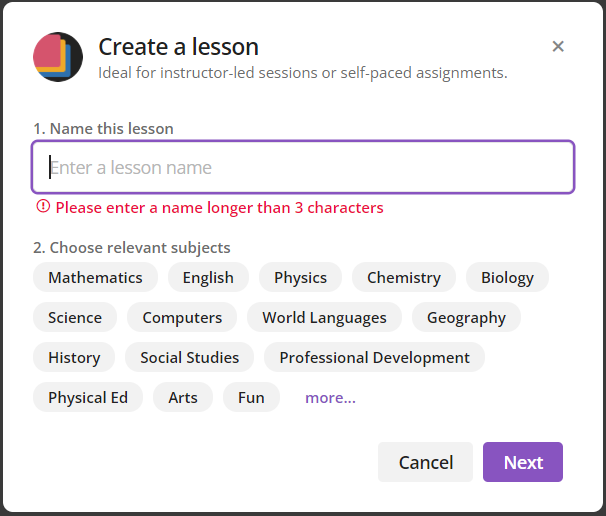 Create a lesson
Ideal for instructor-led sessions or self-paced assignments.
1. Name this lesson
Enter a lesson name
Please enter a name longer than 3 characters
2. Choose relevant subjects
Mathematics English Physics Chemistry Biology
Science Computers World Languages Geography
History Social Studies Professional Development
Physical Ed Arts Fun more...
Cancel Next